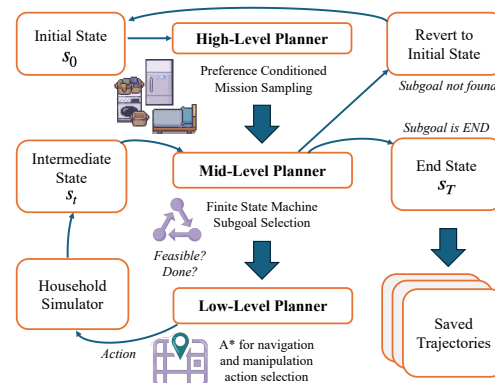 Initial State
s0
High-Level Planner
Revert to
Initial State
Preference Conditioned
Mission Sampling
Subgoal not found
Subgoal is END
Intermediate
State
st
Mid-Level Planner
End State
sT
Finite State Machine
Subgoal Selection
Feasible?
Done?
Household
Simulator
Low-Level Planner
Saved
Trajectories
Action
A* for navigation
and manipulation
action selection